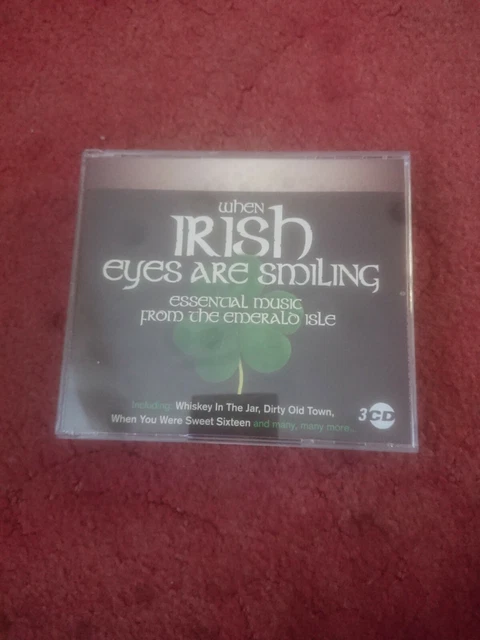 when
IRISh
eyes are smiling
essential music
from the emerald isle
Including: Whiskey In The Jar, Dirty Old Town,
When You Were Sweet Sixteen and many, many more...
3CD